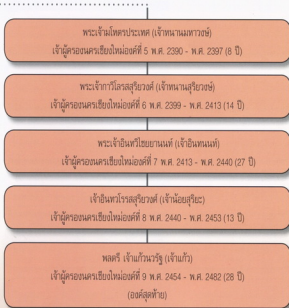 พระเจ้ามโหตรประเทศ (เจ้าหนานมหาวงษ์)
เจ้าผู้ครองนครเชียงใหม่องค์ที่ 5 พ.ศ. 2390 - 2397 (8 ปี)
พระเจ้ากาวิโลรสสุริยวงศ์ (เจ้าหนานสุริยวงษ์)
เจ้าผู้ครองนครเชียงใหม่องค์ที่ 6 พ.ศ. 2399 - 2413 (14 ปี)
พระเจ้าอินทวิไชยยานนท์ (เจ้าอินทนนท์)
เจ้าผู้ครองนครเชียงใหม่องค์ที่ 7 พ.ศ. 2413 - 2440 (27 ปี)
เจ้าอินทวโรรสสุริยวงศ์ (เจ้าน้อยสุริยะ)
เจ้าผู้ครองนครเชียงใหม่องค์ที่ 8 พ.ศ. 2440 - 2453 (13 ปี)
พลตรี เจ้าแก้วนวรัฐ (เจ้าแก้ว)
เจ้าผู้ครองนครเชียงใหม่องค์ที่ 9 พ.ศ. 2454 - 2482 (28 ปี)
(องค์สุดท้าย)